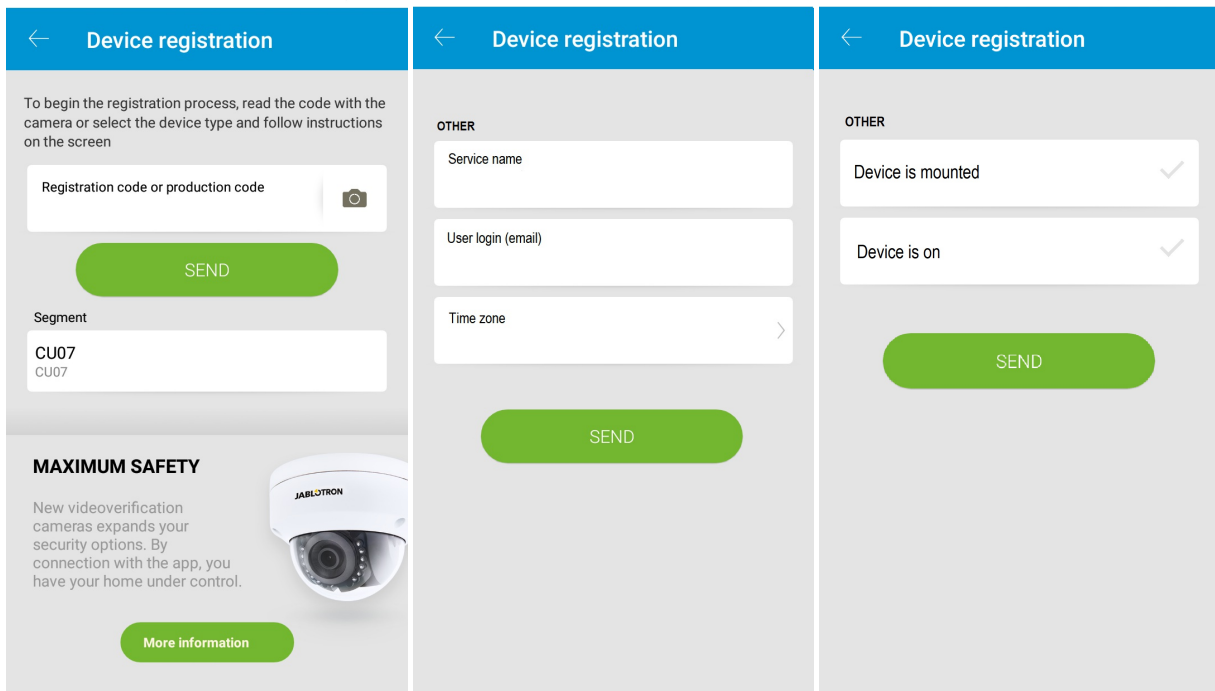 Device registration
To begin the registration process, read the code with the
camera or select the device type and follow instructions
on the screen
Registration code or production code
SEND
Segment
CU07
CU07
MAXIMUM SAFETY
New videoverification
cameras expands your
security options. By
connection with the app, you
have your home under control.
JABLOTRON
More information
Device registration
OTHER
Service name
User login (email)
Time zone
SEND
Device registration
OTHER
Device is mounted
Device is on
SEND